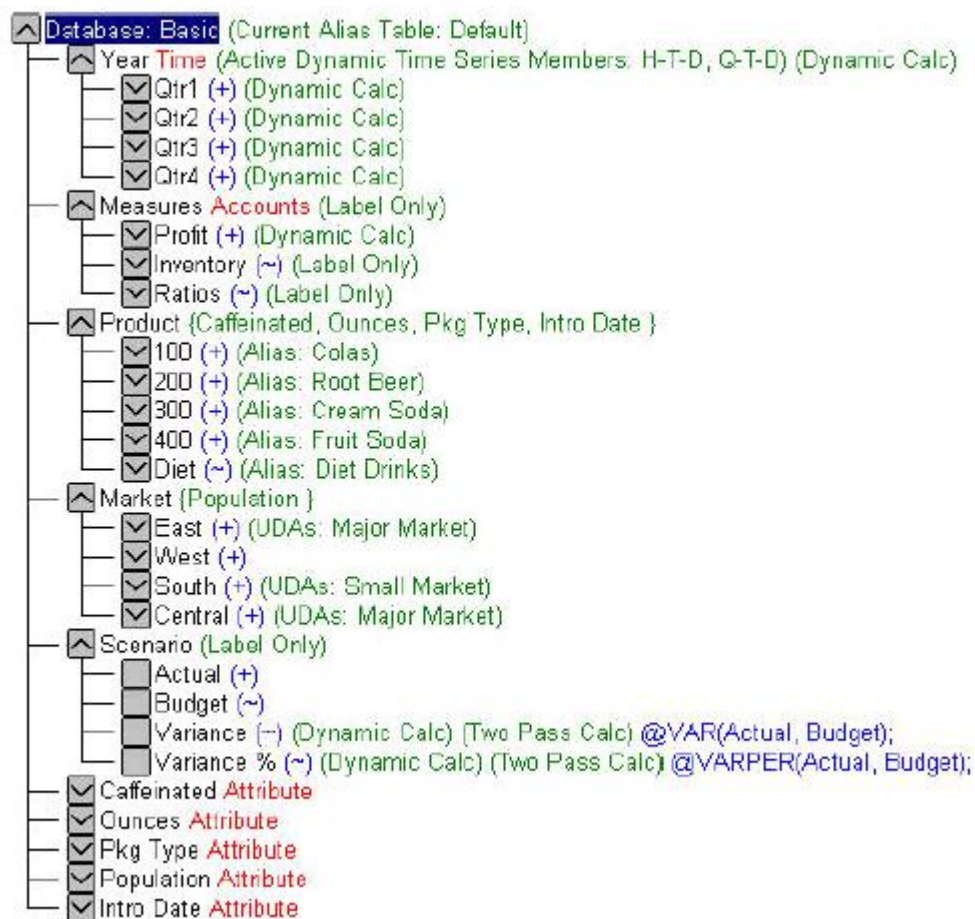 Database: Basic (Current Alias Table: Default)
Year Time (Active Dynamic Time Series Members: H-T-D, Q-T-D) (Dynamic Calc)
Qtr1 (+) (Dynamic Calc)
Qtr2 (+) (Dynamic Calc)
Qtr3 (+) (Dynamic Calc)
Qtr4 (+) (Dynamic Calc)
Measures Accounts (Label Only)
Profit (+) (Dynamic Calc)
Inventory (~) (Label Only)
Ratios (~) (Label Only)
Product {Caffeinated, Ounces, Pkg Type, Intro Date }
100 (+) (Alias: Colas)
200 (+) (Alias: Root Beer)
300 (+) (Alias: Cream Soda)
400 (+) (Alias: Fruit Soda)
Diet (~) (Alias: Diet Drinks)
Market {Population }
East (+) (UDAs: Major Market)
West (+)
South (+) (UDAs: Small Market)
Central (+) (UDAs: Major Market)
Scenario (Label Only)
Actual (+)
Budget (~)
Variance (~) (Dynamic Calc) (Two Pass Calc) @VAR(Actual, Budget);
Variance % (~) (Dynamic Calc) (Two Pass Calc) @VARPER(Actual, Budget);
Caffeinated Attribute
Ounces Attribute
Pkg Type Attribute
Population Attribute
Intro Date Attribute